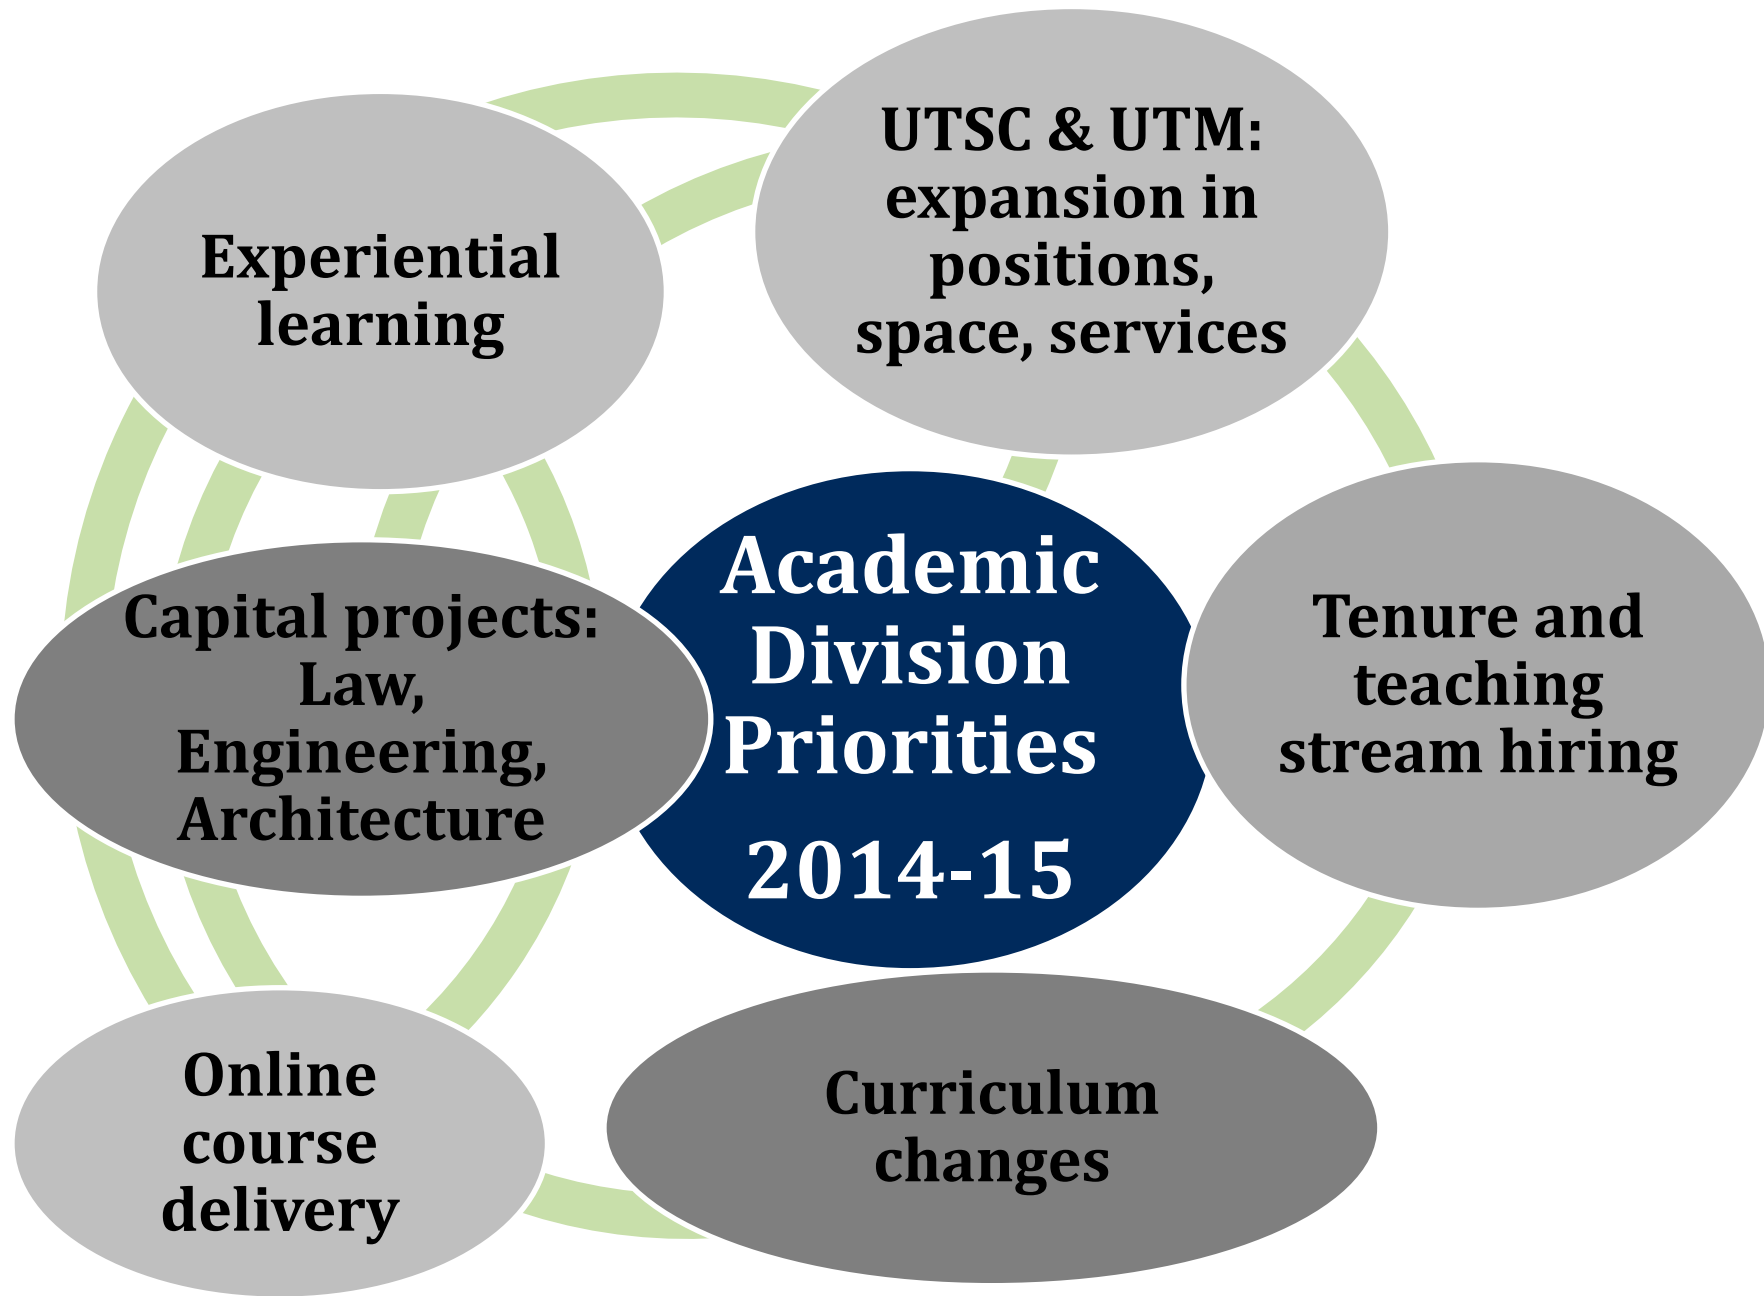 Experiential
learning
UTSC & UTM:
expansion in
positions,
space, services
Capital projects:
Law,
Engineering,
Architecture
Academic
Division
Priorities
2014-15
Tenure and
teaching
stream hiring
Online
course
delivery
Curriculum
changes